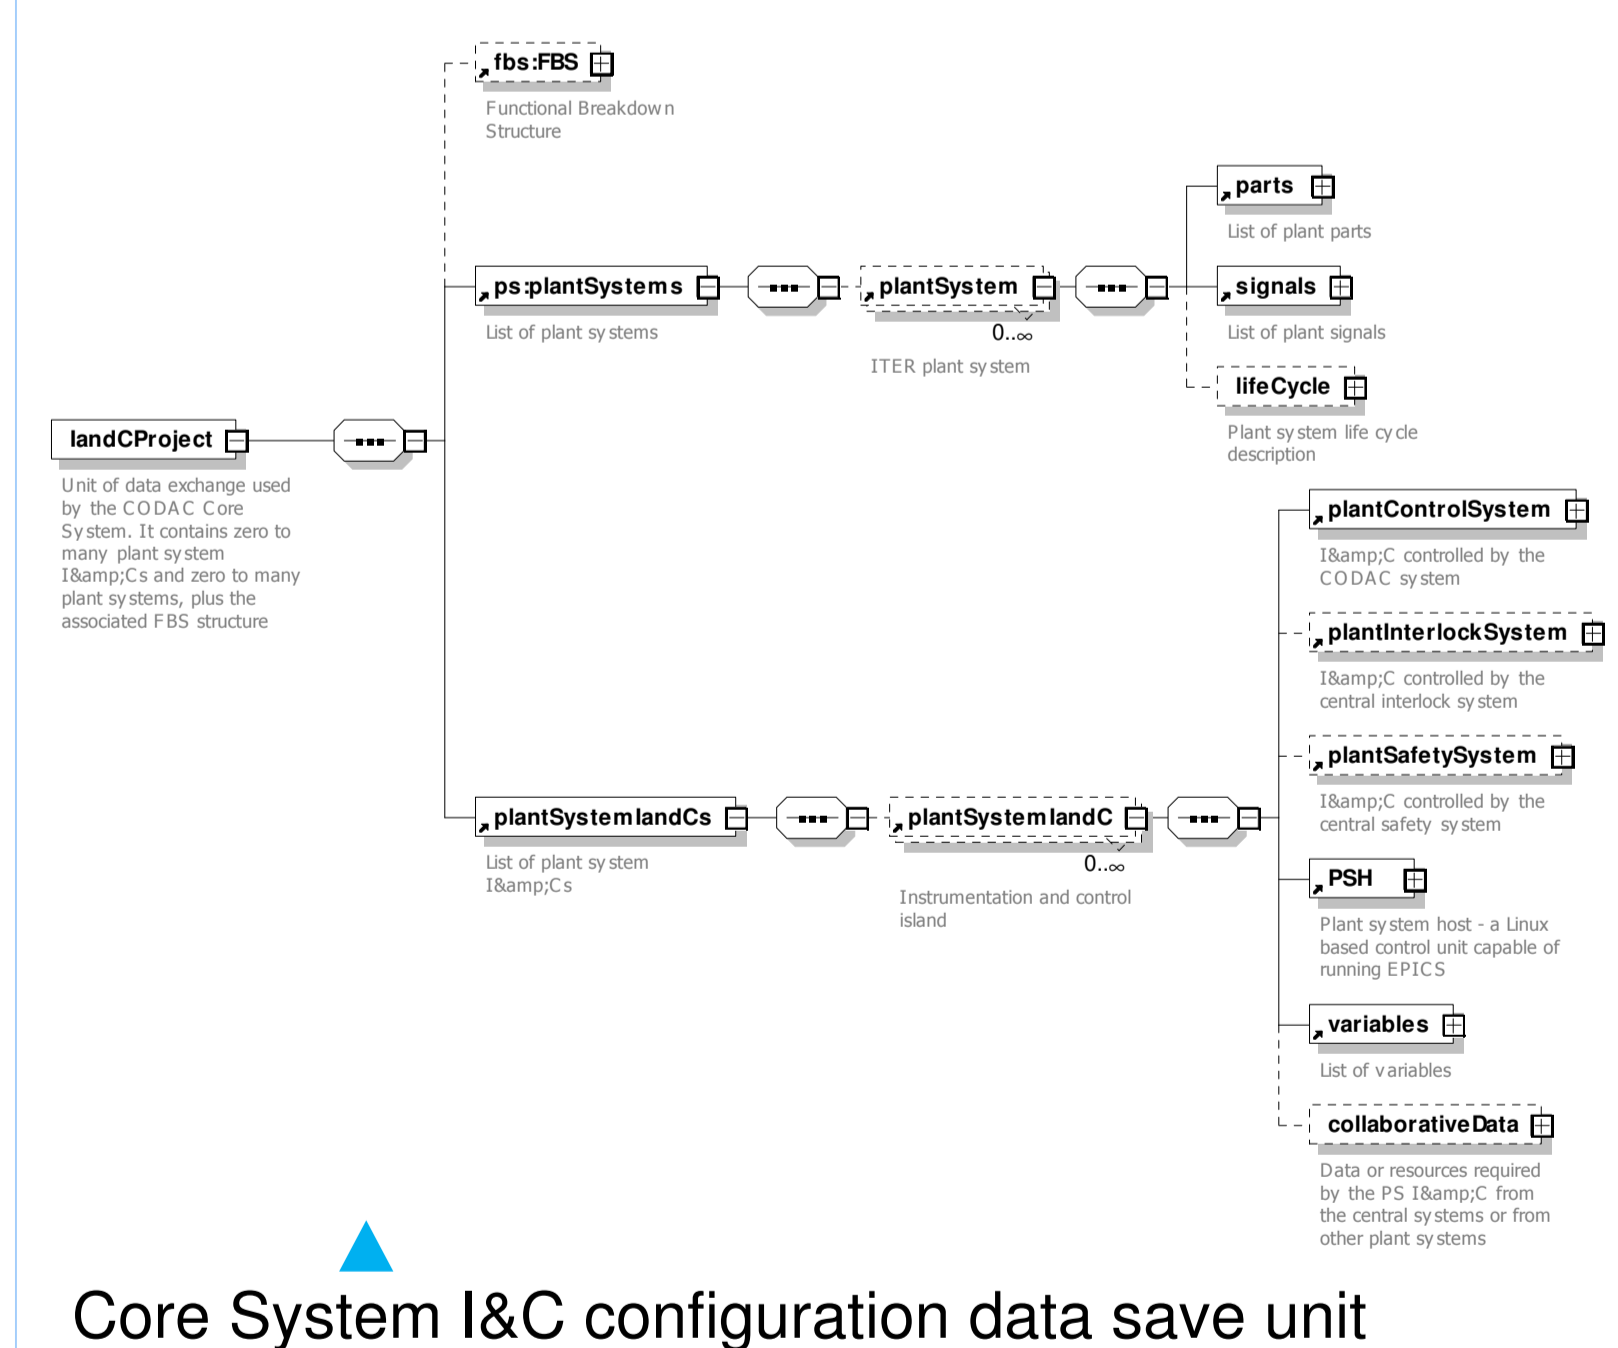 fbs:FBS
Functional Breakdown
Structure
parts
List of plant parts
ps:plantSystems
List of plant systems
plantSystem
0..∞
ITER plant system
signals
List of plant signals
lifeCycle
Plant system life cycle
description
IandCProject
Unit of data exchange used
by the CODAC Core
System. It contains zero to
many plant system
I&amp;Cs and zero to many
plant systems, plus the
associated FBS structure
plantControlSystem
I&amp;C controlled by the
CODAC system
plantInterlockSystem
I&amp;C controlled by the
central interlock system
plantSafetySystem
I&amp;C controlled by the
central safety system
plantSystemIandCs
List of plant system
I&amp;Cs
plantSystemIandC
0..∞
Instrumentation and control
island
PSH
Plant system host - a Linux
based control unit capable of
running EPICS
variables
List of variables
collaborativeData
Data or resources required
by the PS I&amp;C from
the central systems or from
other plant systems
Core System I&C configuration data save unit